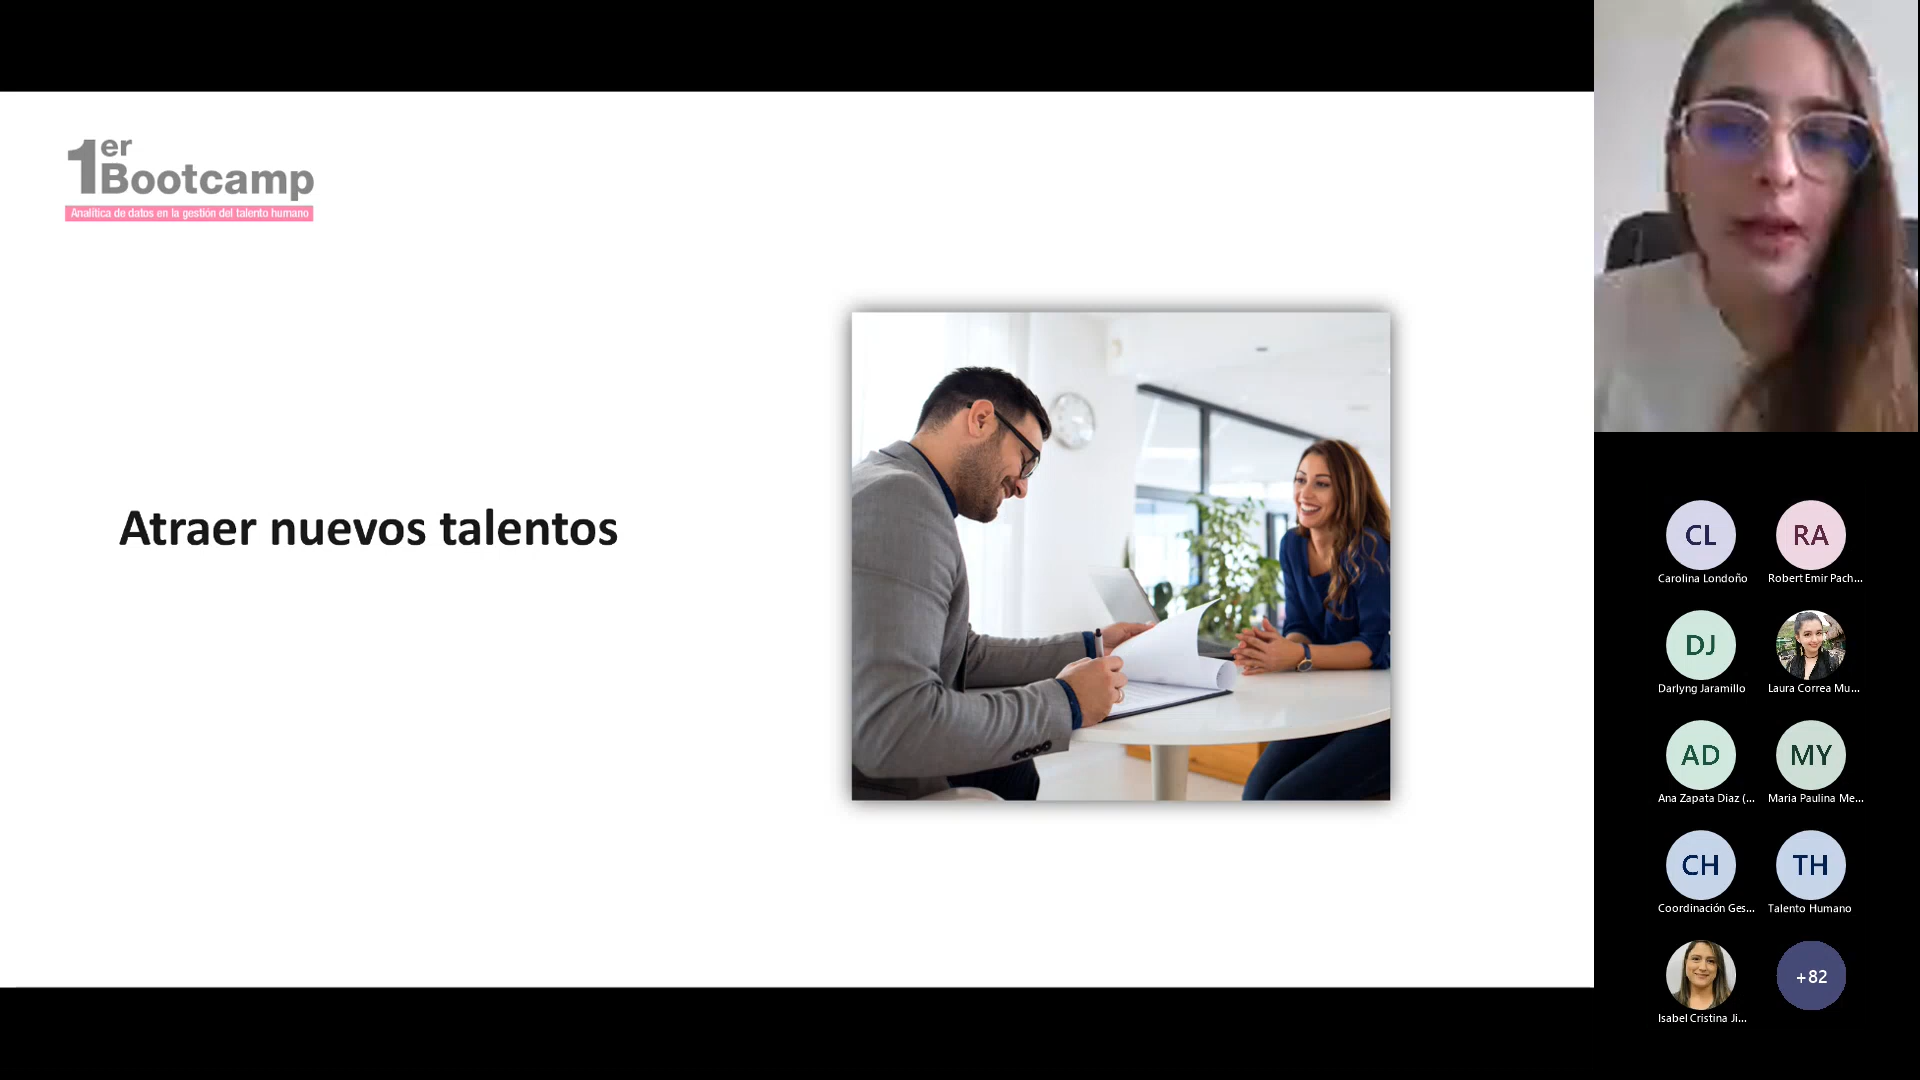 1er
Bootcamp
Analítica de datos en la gestión del talento humano
Atraer nuevos talentos
CL
RA
Carolina Londoño
Robert Emir Pach...
DJ
Darlyng Jaramillo
Laura Correa Mu...
AD
MY
Ana Zapata Diaz (...
Maria Paulina Me...
CH
TH
Coordinación Ges...
Talento Humano
+82
Isabel Cristina Ji...